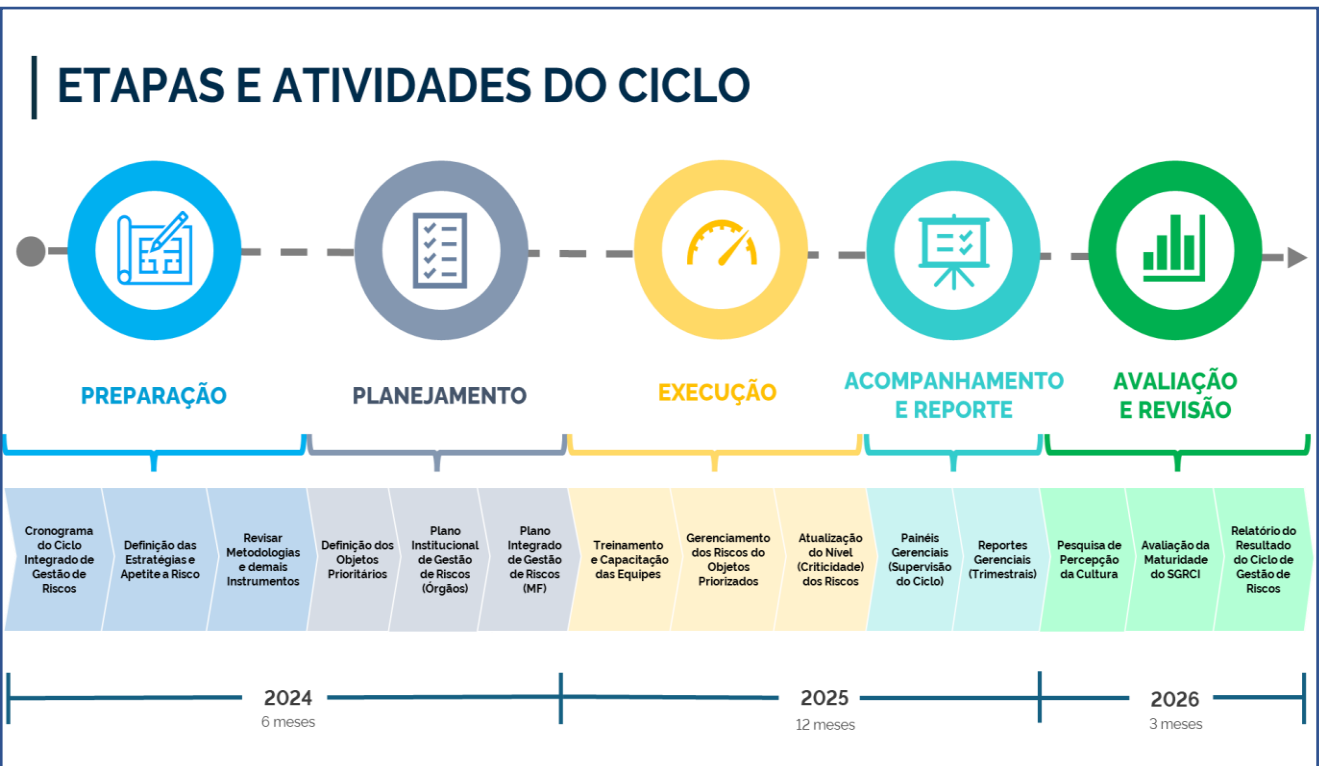 ETAPAS E ATIVIDADES DO CICLO
PREPARAÇÃO
PLANEJAMENTO
EXECUÇÃO
ACOMPANHAMENTO
E REPORTE
AVALIAÇÃO
E REVISÃO
Cronograma
do Ciclo
Integrado de
Gestão de
Riscos
Definição das
Estratégias e
Apetite a Risco
Revisar
Metodologias
e demais
Instrumentos
Definição dos
Objetos
Prioritários
Plano
Institucional
de Gestão
de Riscos
(Órgãos)
Plano
Integrado
de Gestão
de Riscos
(MF)
Treinamento
e Capacitação
das Equipes
Gerenciamento
dos Riscos do
Objetos
Priorizados
Atualização
do Nível
(Criticidade)
dos Riscos
Painéis
Gerenciais
(Supervisão
do Ciclo)
Reportes
Gerenciais
(Trimestrais)
Pesquisa de
Percepção
da Cultura
Avaliação da
Maturidade
do SGRCI
Relatório do
Resultado
do Ciclo de
Gestão de
Riscos
2024
6 meses
2025
12 meses
2026
3 meses